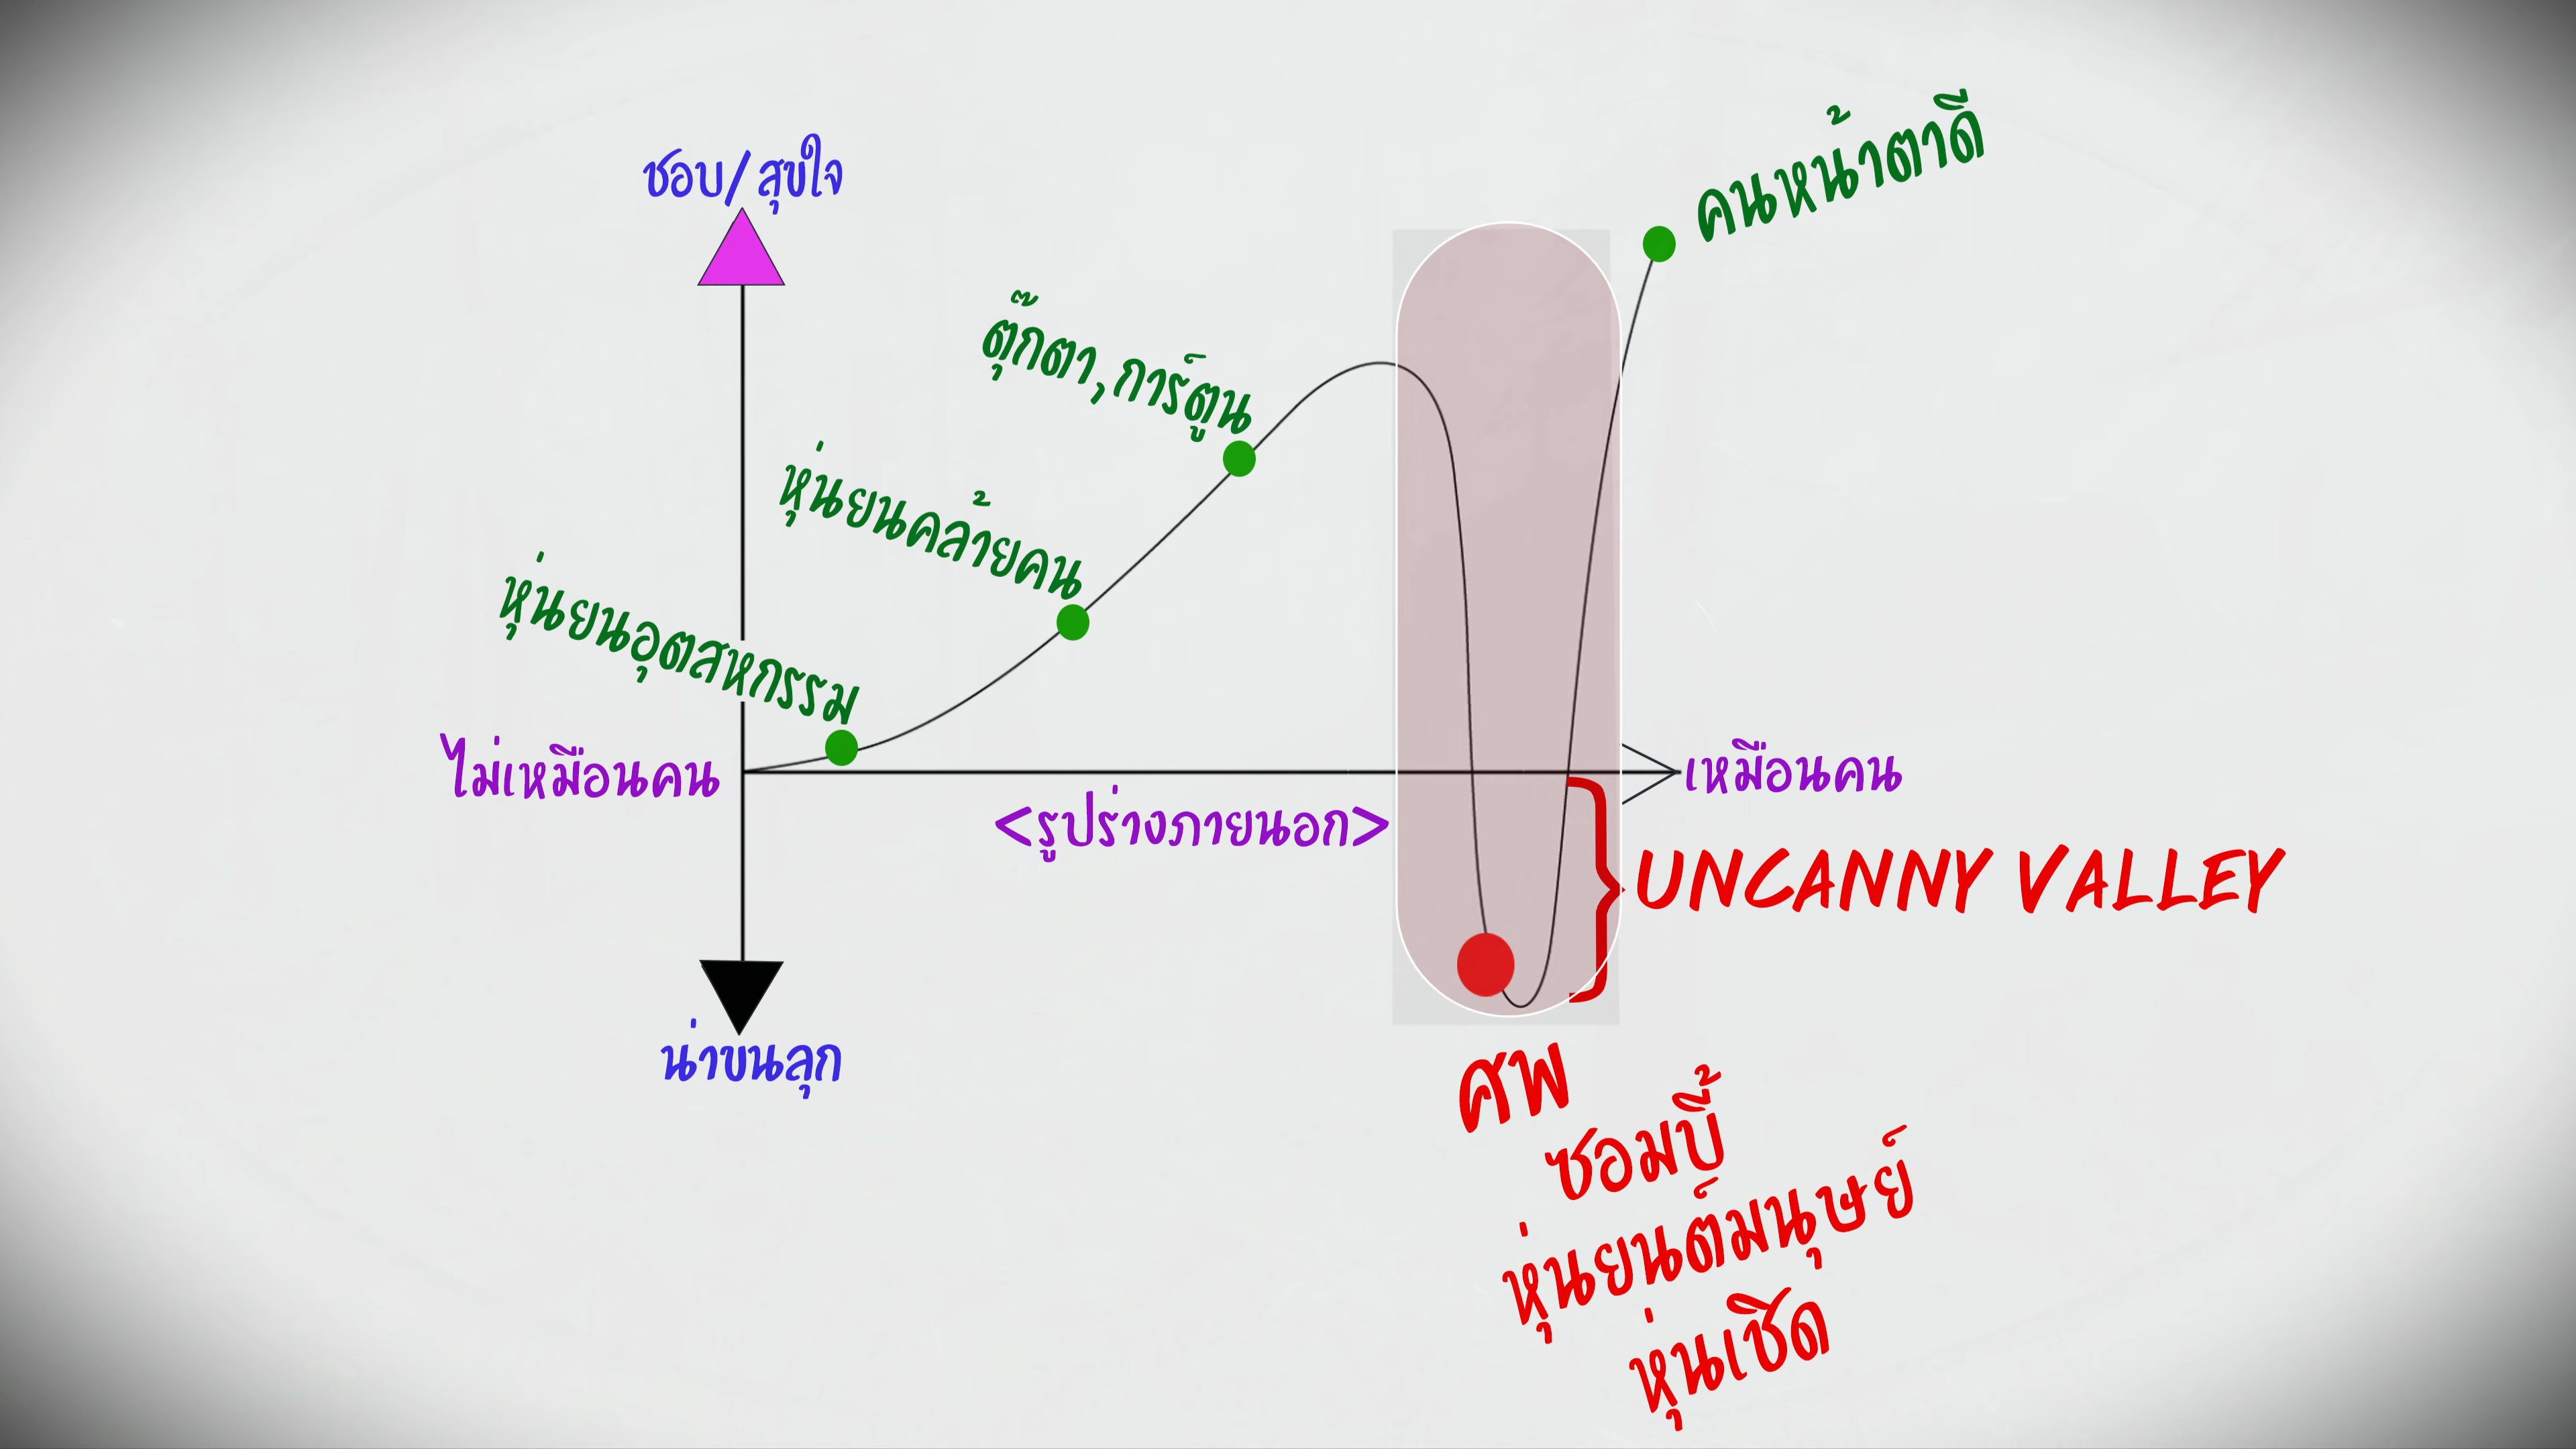 ชอบ/สุขใจ
คนหน้าตาดี
ตุ๊กตา,การ์ตูน
หุ่นยนคล้ายคน
หุ่นยนอุตสหกรรม
ไม่เหมือนคน
เหมือนคน
<รูปร่างภายนอก>
UNCANNY VALLEY
น่าขนลุก
ศพ
ซอมบี้
หุ่นยนต์มนุษย์
หุ่นเชิด